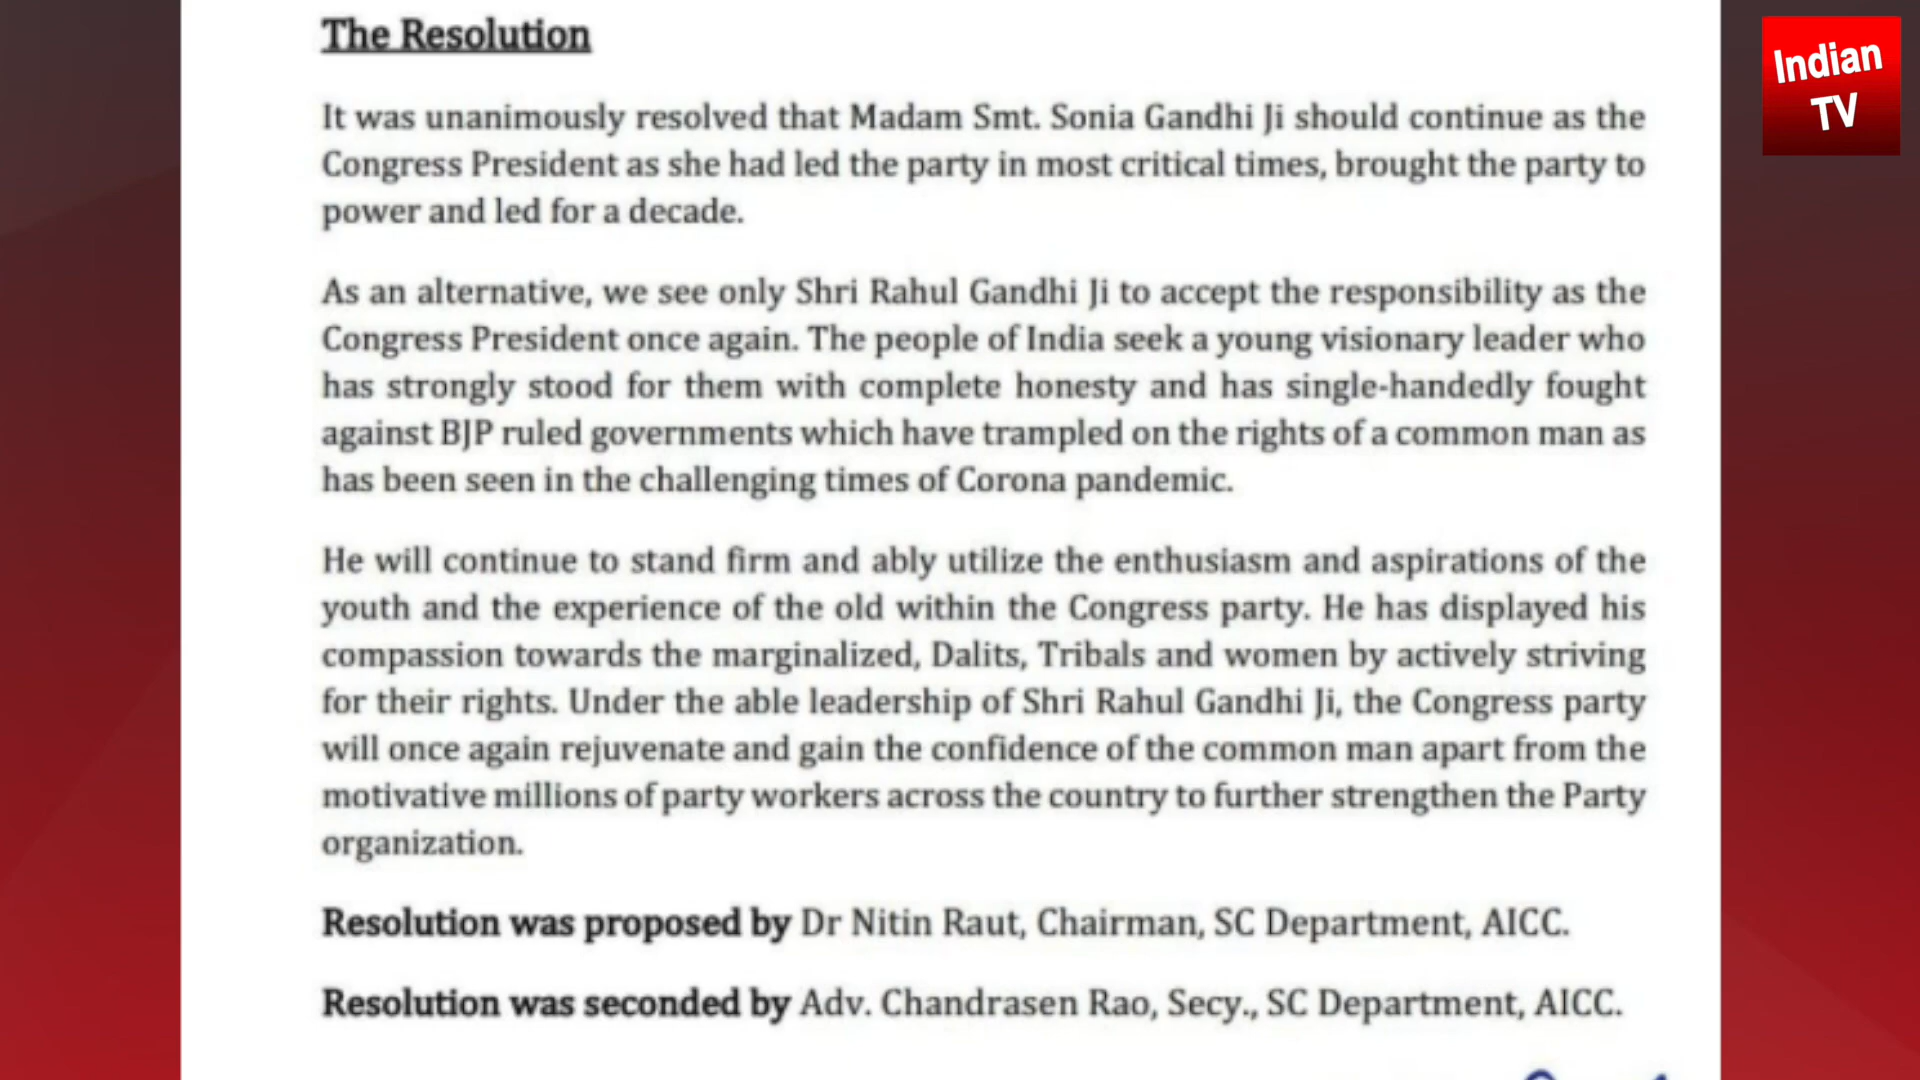 The Resolution
It was unanimously resolved that Madam Smt. Sonia Gandhi Ji should continue as the
Congress President as she had led the party in most critical times, brought the party to
power and led for a decade.
As an alternative, we see only Shri Rahul Gandhi Ji to accept the responsibility as the
Congress President once again. The people of India seek a young visionary leader who
has strongly stood for them with complete honesty and has single-handedly fought
against BJP ruled governments which have trampled on the rights of a common man as
has been seen in the challenging times of Corona pandemic.
He will continue to stand firm and ably utilize the enthusiasm and aspirations of the
youth and the experience of the old within the Congress party. He has displayed his
compassion towards the marginalized, Dalits, Tribals and women by actively striving
for their rights. Under the able leadership of Shri Rahul Gandhi Ji, the Congress party
will once again rejuvenate and gain the confidence of the common man apart from the
motivative millions of party workers across the country to further strengthen the Party
organization.
Resolution was proposed by Dr Nitin Raut, Chairman, SC Department, AICC.
Resolution was seconded by Adv. Chandrasen Rao, Secy., SC Department, AICC.
Indian
TV